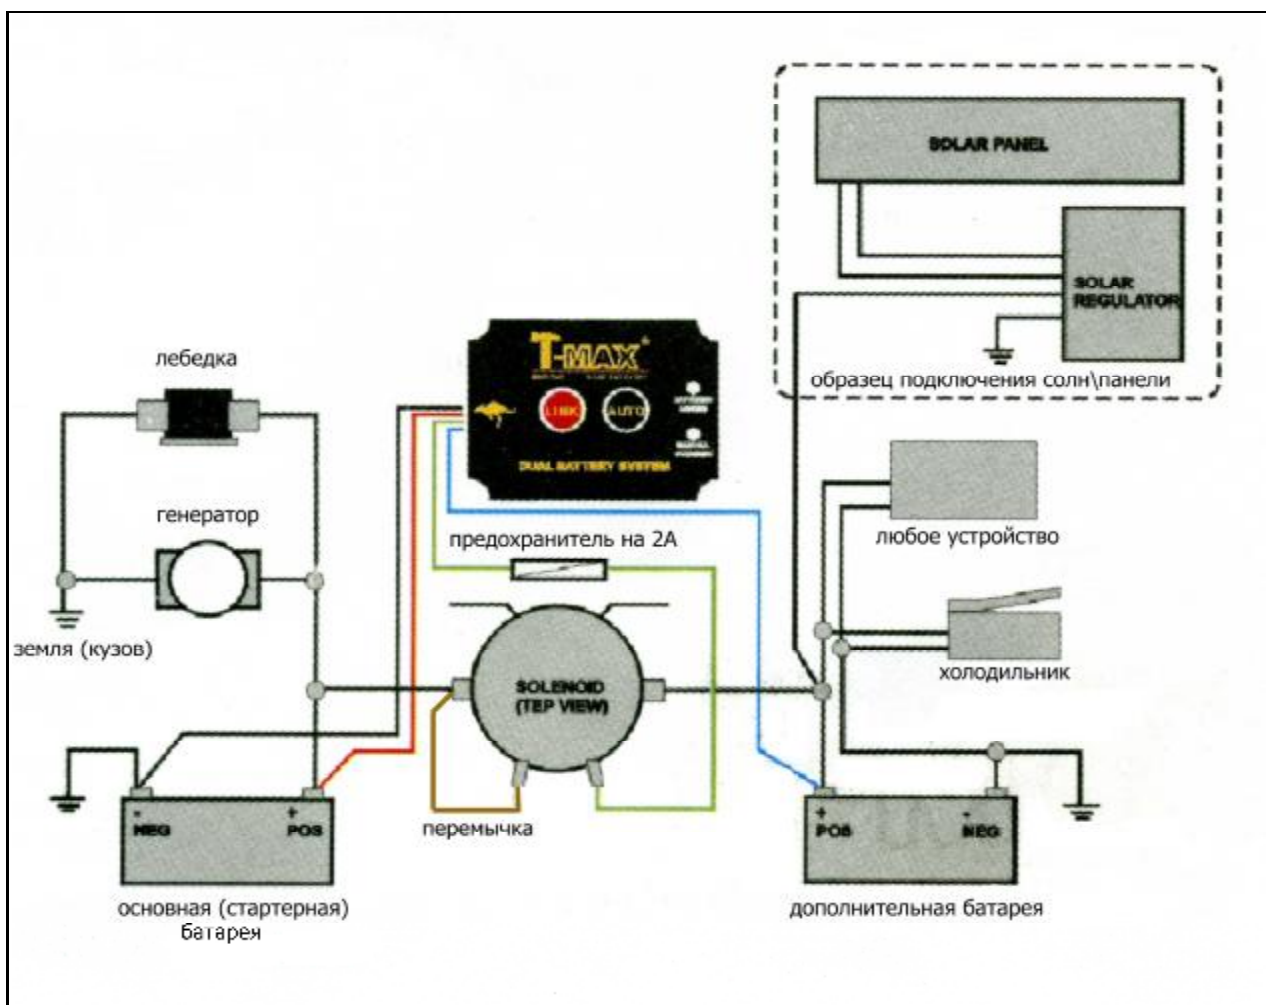 SOLAR PANEL
SOLAR
REGULATOR
образец подключения солн\панели
лебедка
T-MAX
LINK
AUTO
DUAL BATTERY SYSTEM
генератор
предохранитель на 2А
любое устройство
земля (кузов)
холодильник
SOLENOID
(TEP VIEW)
перемычка
-
NEG
+
POS
+
POS
-
NEG
основная (стартерная)
батарея
дополнительная батарея